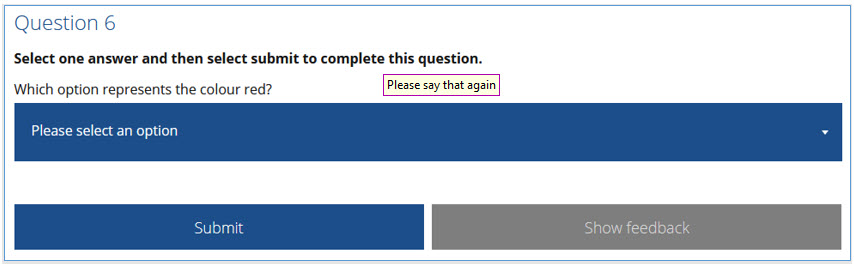 Question 6
Select one answer and then select submit to complete this question.
Which option represents the colour red?
Please say that again
Please select an option
Submit
Show feedback